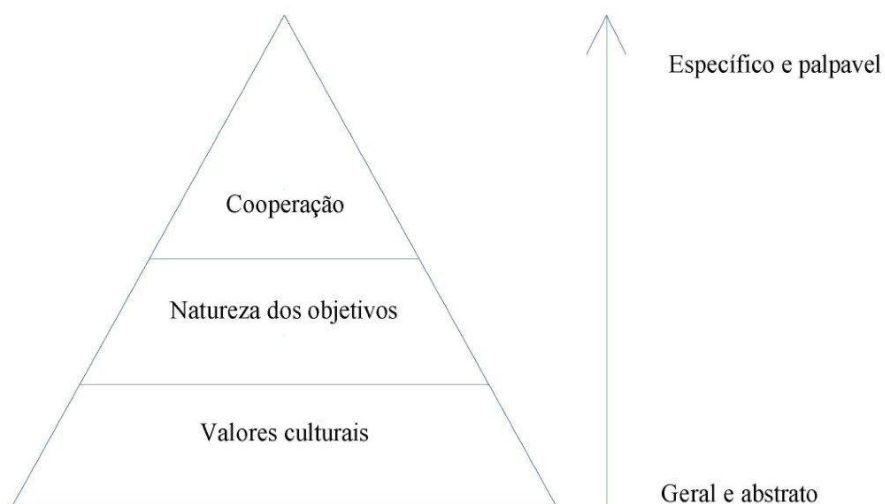 Específico e palpavel
Cooperação
Natureza dos objetivos
Valores culturais
Geral e abstrato